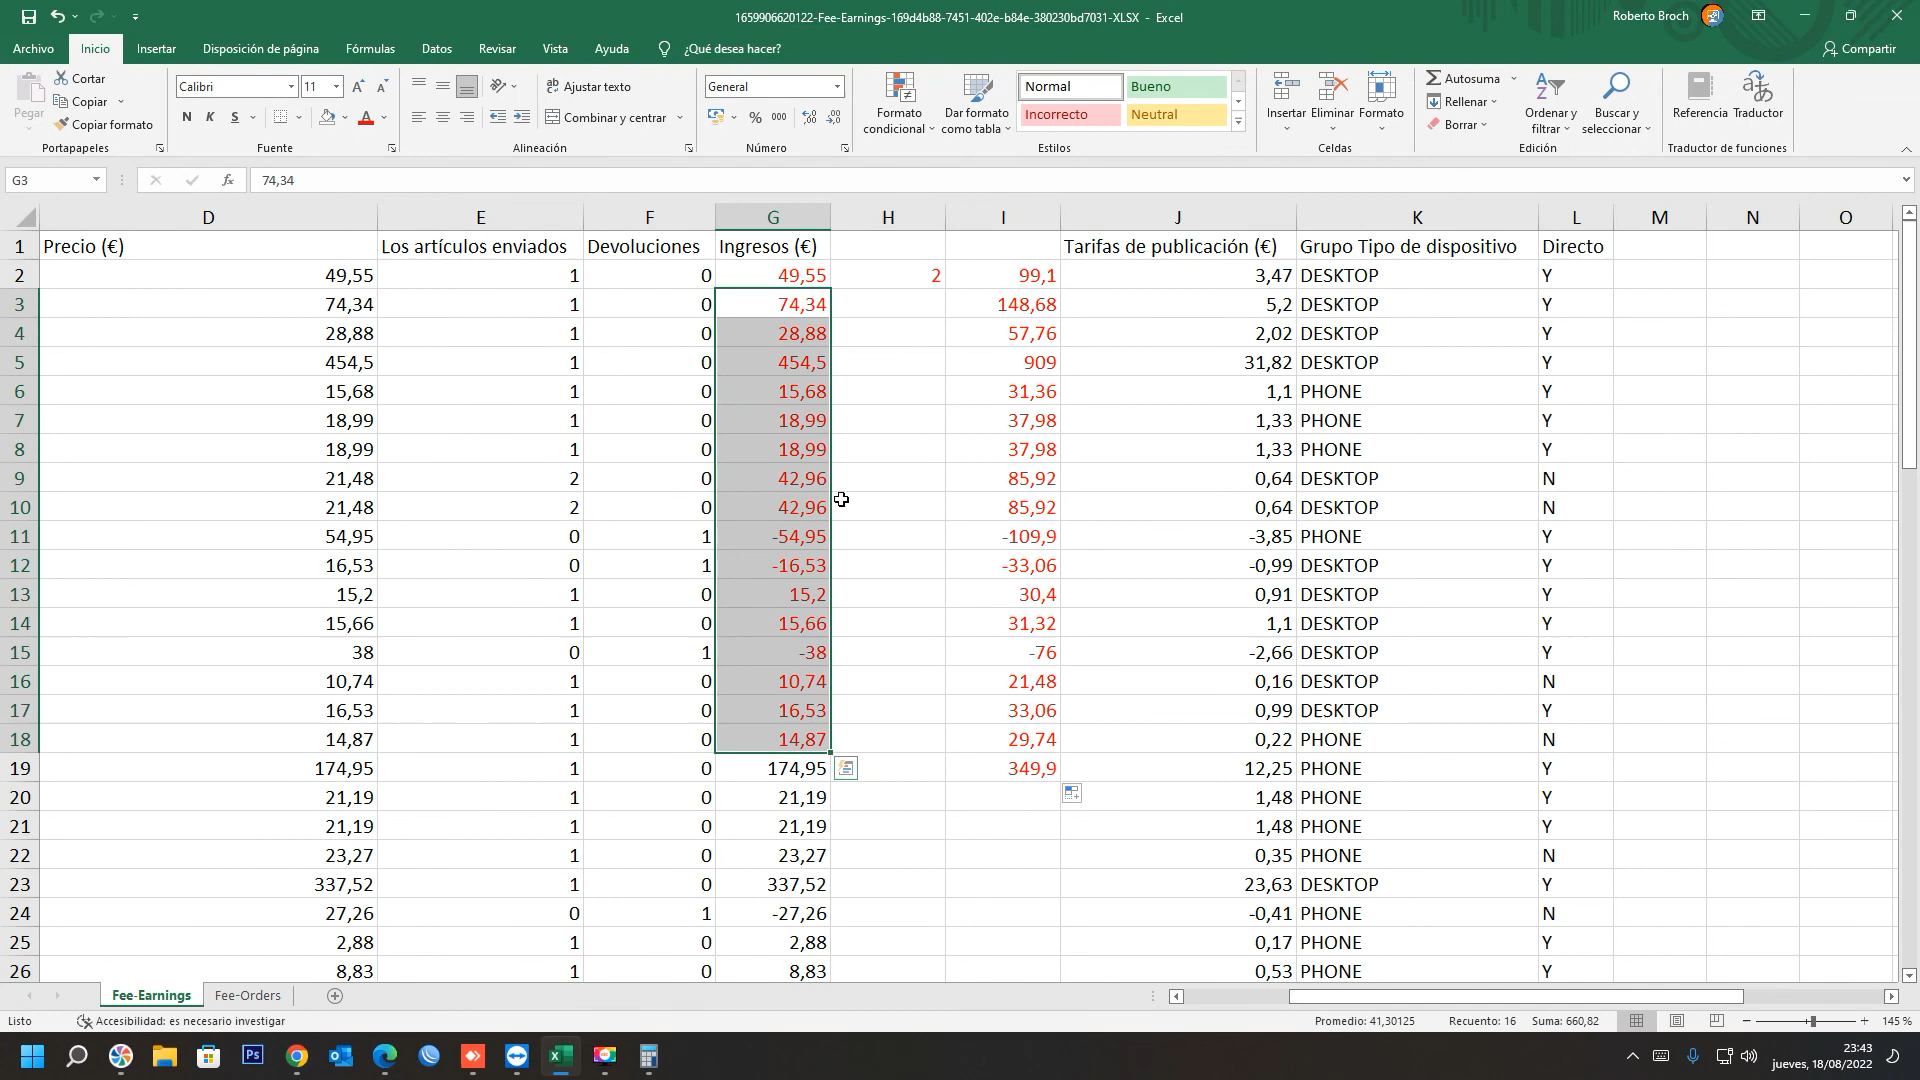 1659906620122-Fee-Earnings-169d4b88-7451-402e-b84e-380230bd7031-XLSX - Excel
Roberto Broch
Archivo Inicio Insertar Disposición de página Fórmulas Datos Revisar Vista Ayuda ¿Qué desea hacer? Compartir
Pegar
Cortar
Copiar
Copiar formato
Portapapeles
Calibri 11
N K S
Fuente
Ajustar texto
Combinar y centrar
Alineación
General
% 000
Número
Formato condicional
Dar formato como tabla
Normal Bueno
Incorrecto Neutral
Estilos
Insertar Eliminar Formato
Celdas
Autosuma
Rellenar
Borrar
Ordenar y filtrar
Buscar y seleccionar
Edición
Referencia Traductor
Traductor de funciones
G3 fx 74,34
D E F G H I J K L M N O
1 Precio (€) Los artículos enviados Devoluciones Ingresos (€) Tarifas de publicación (€) Grupo Tipo de dispositivo Directo
2 49,55 1 0 49,55 2 99,1 3,47 DESKTOP Y
3 74,34 1 0 74,34 148,68 5,2 DESKTOP Y
4 28,88 1 0 28,88 57,76 2,02 DESKTOP Y
5 454,5 1 0 454,5 909 31,82 DESKTOP Y
6 15,68 1 0 15,68 31,36 1,1 PHONE Y
7 18,99 1 0 18,99 37,98 1,33 PHONE Y
8 18,99 1 0 18,99 37,98 1,33 PHONE Y
9 21,48 2 0 42,96 85,92 0,64 DESKTOP N
10 21,48 2 0 42,96 85,92 0,64 DESKTOP N
11 54,95 0 1 -54,95 -109,9 -3,85 PHONE Y
12 16,53 0 1 -16,53 -33,06 -0,99 DESKTOP Y
13 15,2 1 0 15,2 30,4 0,91 DESKTOP Y
14 15,66 1 0 15,66 31,32 1,1 DESKTOP Y
15 38 0 1 -38 -76 -2,66 DESKTOP Y
16 10,74 1 0 10,74 21,48 0,16 DESKTOP N
17 16,53 1 0 16,53 33,06 0,99 DESKTOP Y
18 14,87 1 0 14,87 29,74 0,22 PHONE N
19 174,95 1 0 174,95 349,9 12,25 PHONE Y
20 21,19 1 0 21,19 1,48 PHONE Y
21 21,19 1 0 21,19 1,48 PHONE Y
22 23,27 1 0 23,27 0,35 PHONE N
23 337,52 1 0 337,52 23,63 DESKTOP Y
24 27,26 0 1 -27,26 -0,41 PHONE N
25 2,88 1 0 2,88 0,17 PHONE Y
26 8,83 1 0 8,83 0,53 PHONE Y
Fee-Earnings Fee-Orders
Listo Accesibilidad: es necesario investigar Promedio: 41,30125 Recuento: 16 Suma: 660,82 145 %
Ps
23:43
jueves, 18/08/2022